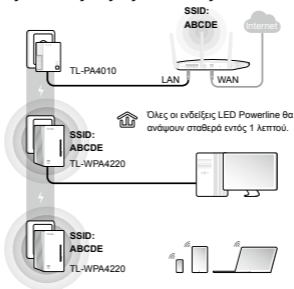 SSID:
ABCDE
Internet
TL-PA4010
LAN
WAN
Όλες οι ενδείξεις LED Powerline θα
ανάψουν σταθερά εντός 1 λεπτού.
SSID:
ABCDE
TL-WPA4220
SSID:
ABCDE
TL-WPA4220